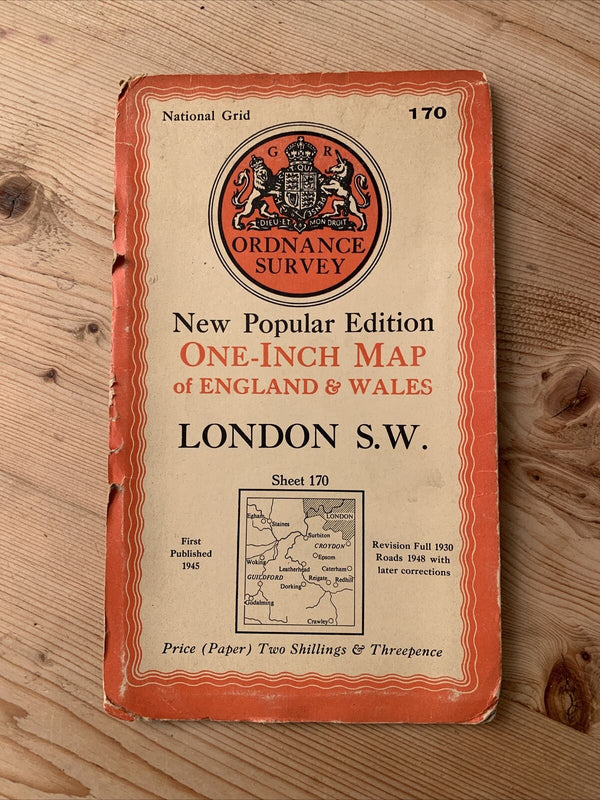 National Grid
170
G R
DIEU·ET MON DROIT
ORDNANCE
SURVEY
New Popular Edition
ONE-INCH MAP
of ENGLAND & WALES
LONDON S.W.
Sheet 170
LONDON
Egham
Staines
Surbiton
CROYDON
Epsom
Woking
Leatherhead
Caterham
GUILDFORD
Reigate
Redhill
Dorking
Godalming
Crawley
First
Published
1945
Revision Full 1930
Roads 1948 with
later corrections
Price (Paper) Two Shillings & Threepence